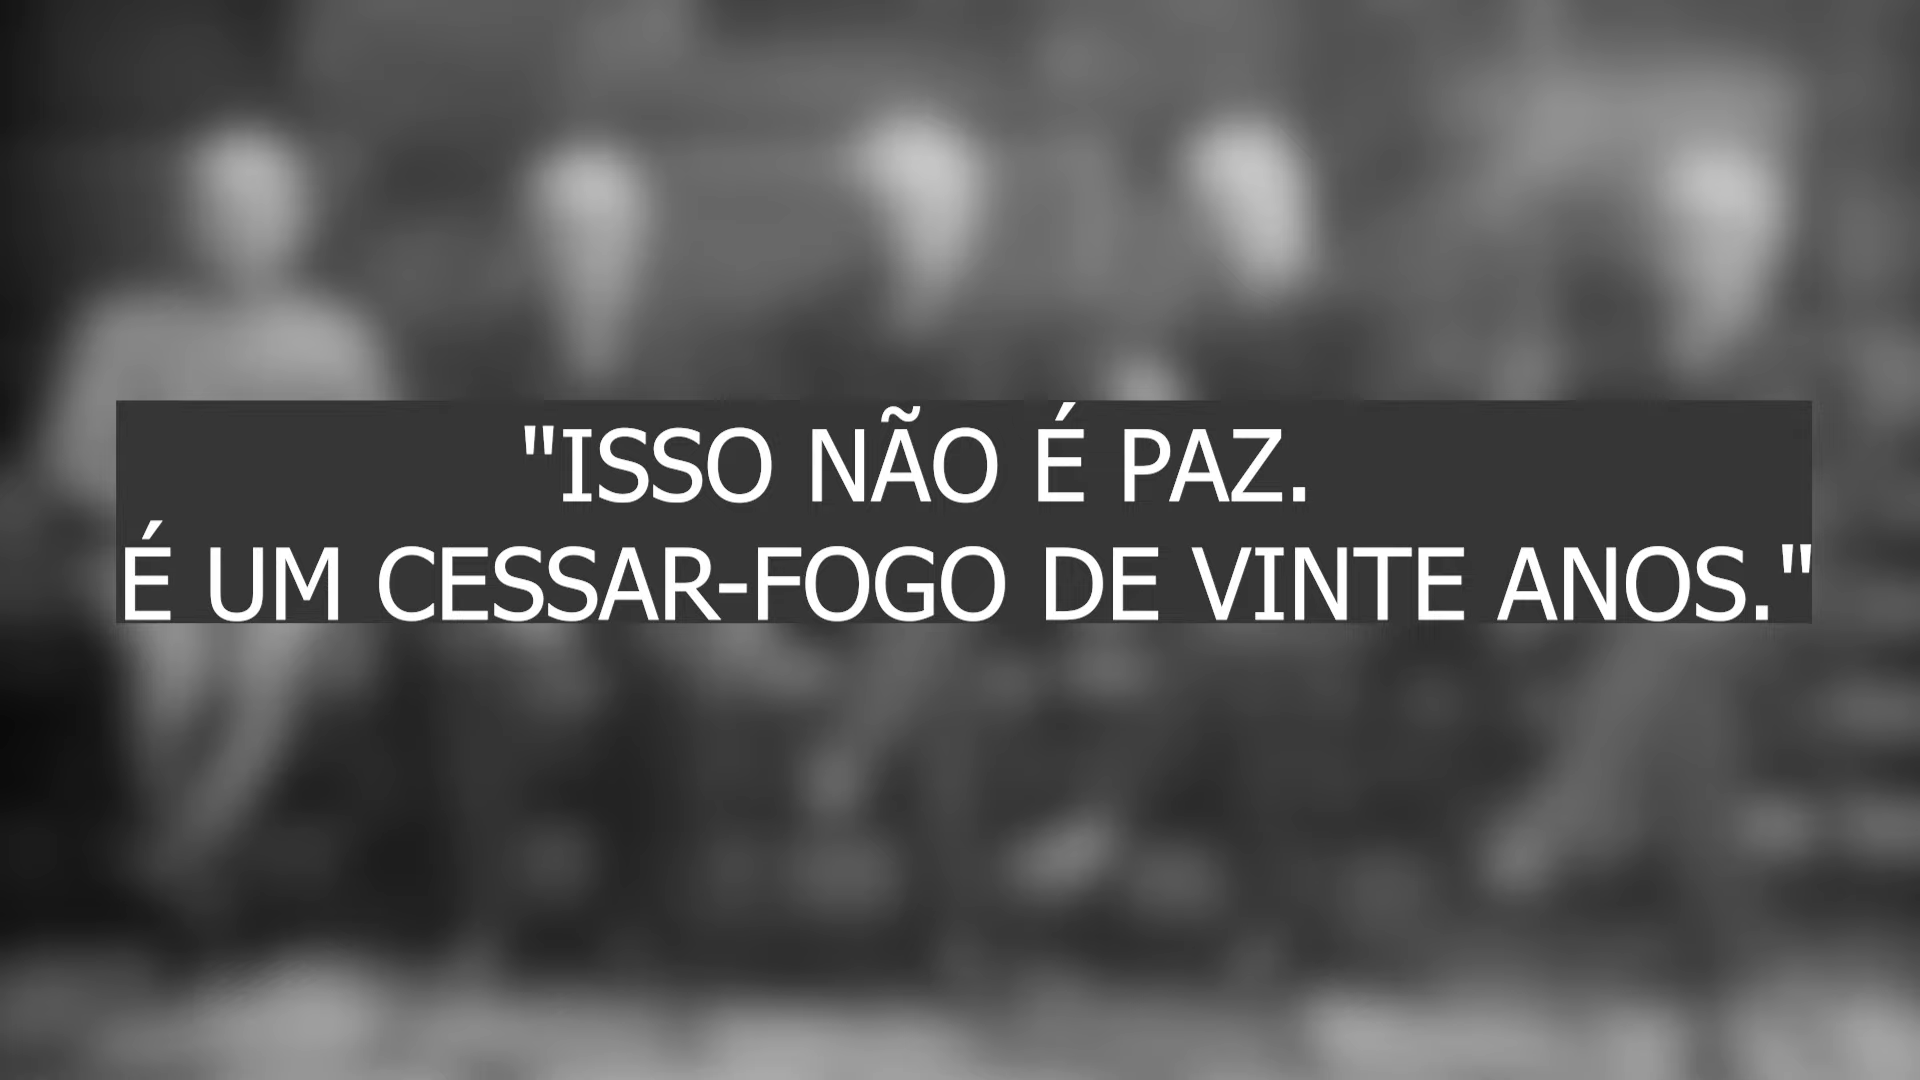 "ISSO NÃO É PAZ.
É UM CESSAR-FOGO DE VINTE ANOS."